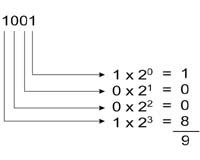 1001
1 x 2⁰ = 1
0 x 2¹ = 0
0 x 2² = 0
1 x 2³ = 8
9